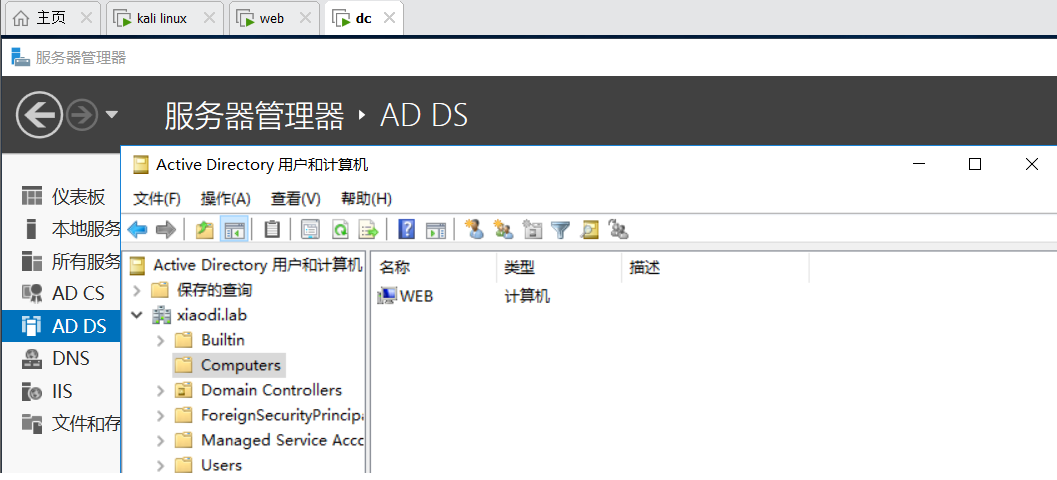 主页 kali linux web dc
服务器管理器
服务器管理器 AD DS
Active Directory 用户和计算机
文件(F) 操作(A) 查看(V) 帮助(H)
仪表板
本地服务
所有服务
AD CS
AD DS
DNS
IIS
文件和存
Active Directory 用户和计算机
保存的查询
xiaodi.lab
Builtin
Computers
Domain Controllers
ForeignSecurityPrincipa
Managed Service Acco
Users
名称 类型 描述
WEB 计算机